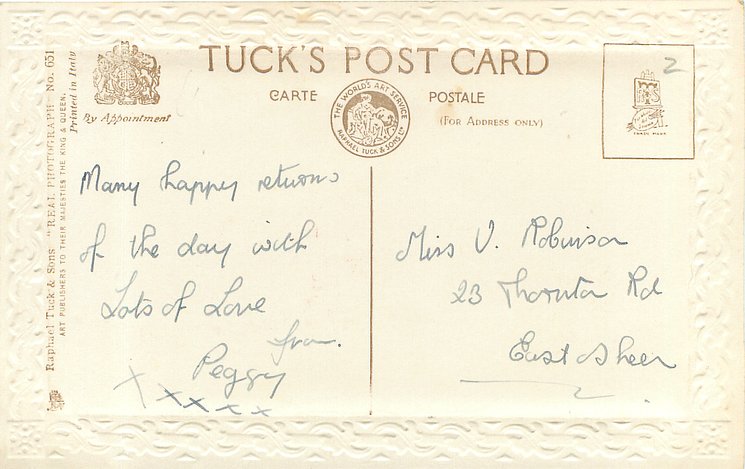 TUCK'S POST CARD
CARTE POSTALE
(FOR ADDRESS ONLY)
By Appointment
THE WORLD'S ART SERVICE
RAPHAEL TUCK & SONS LTD
TRADE MARK
2
Raphael Tuck & Sons "REAL PHOTOGRAPH" No. 651
ART PUBLISHERS TO THEIR MAJESTIES THE KING & QUEEN.
Printed in Italy
Many happy returns
of the day with
Lots of Love
from.
Peggy
x x x x x
Miss V. Robinson
23 Thornton Rd
East Sheen